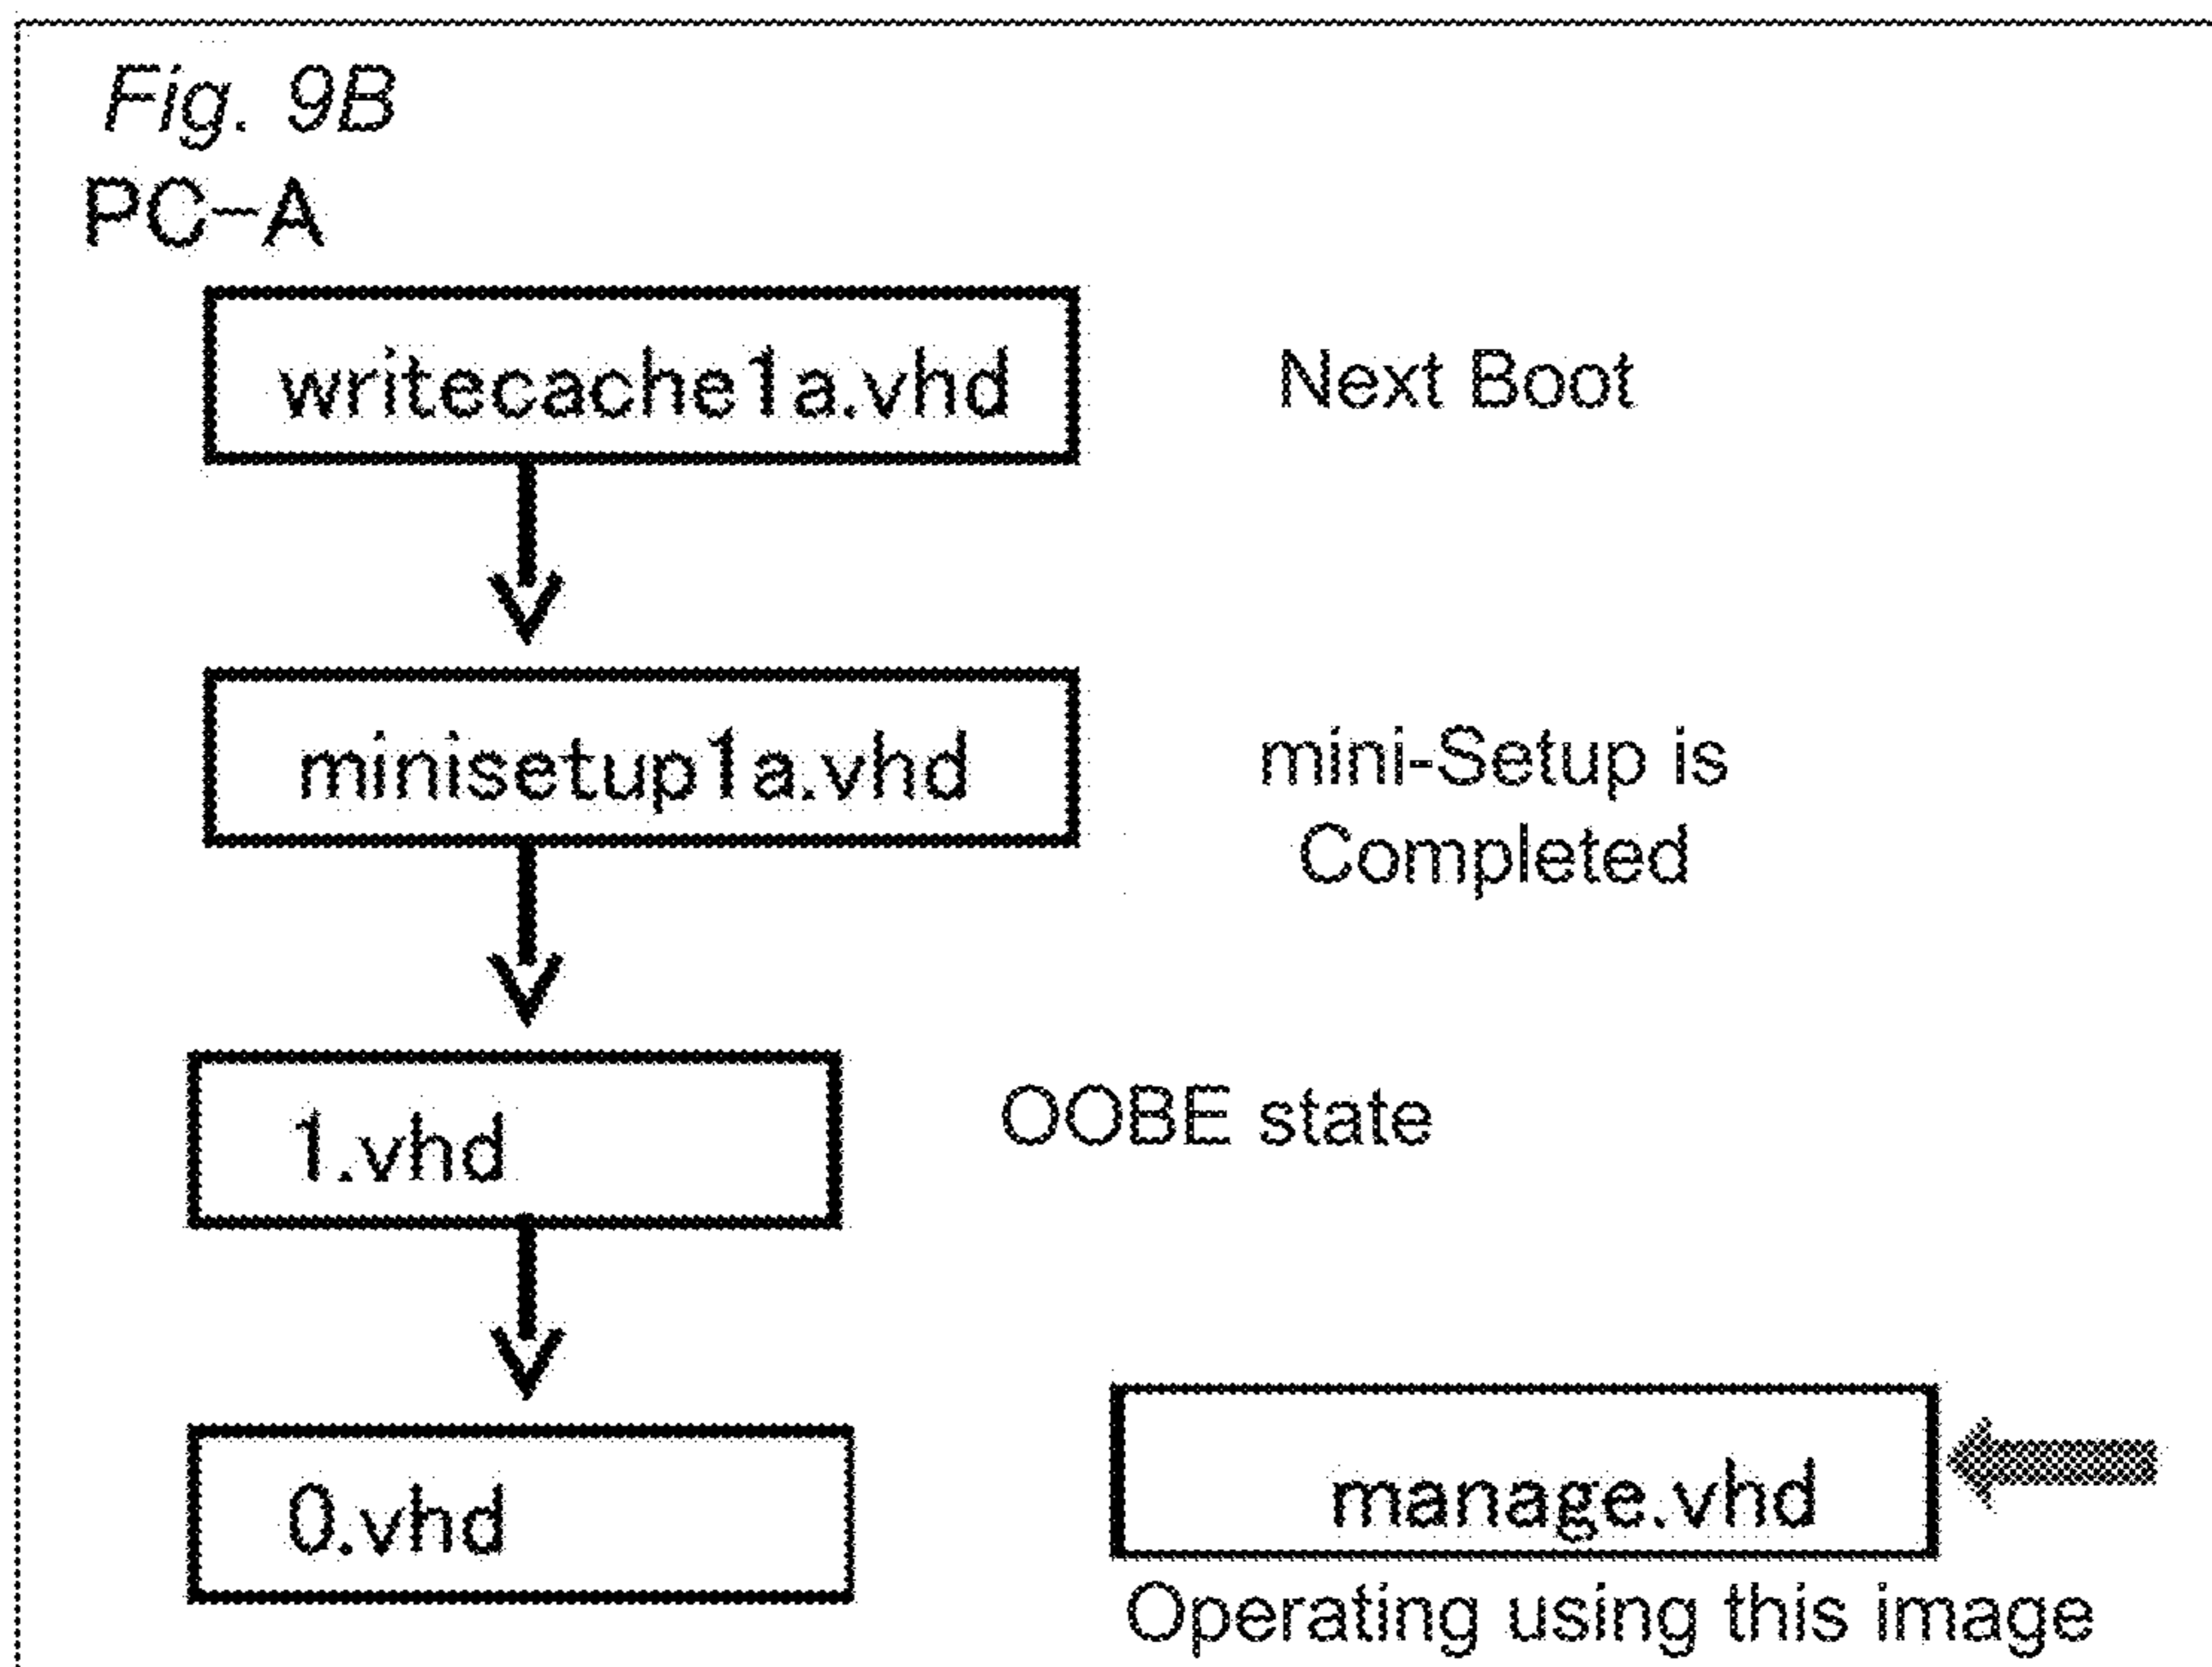 Fig. 9B
PC-A
writecache1a.vhd
Next Boot
minisetup1a.vhd
mini-Setup is
Completed
1.vhd
OOBE state
0.vhd
manage.vhd
Operating using this image